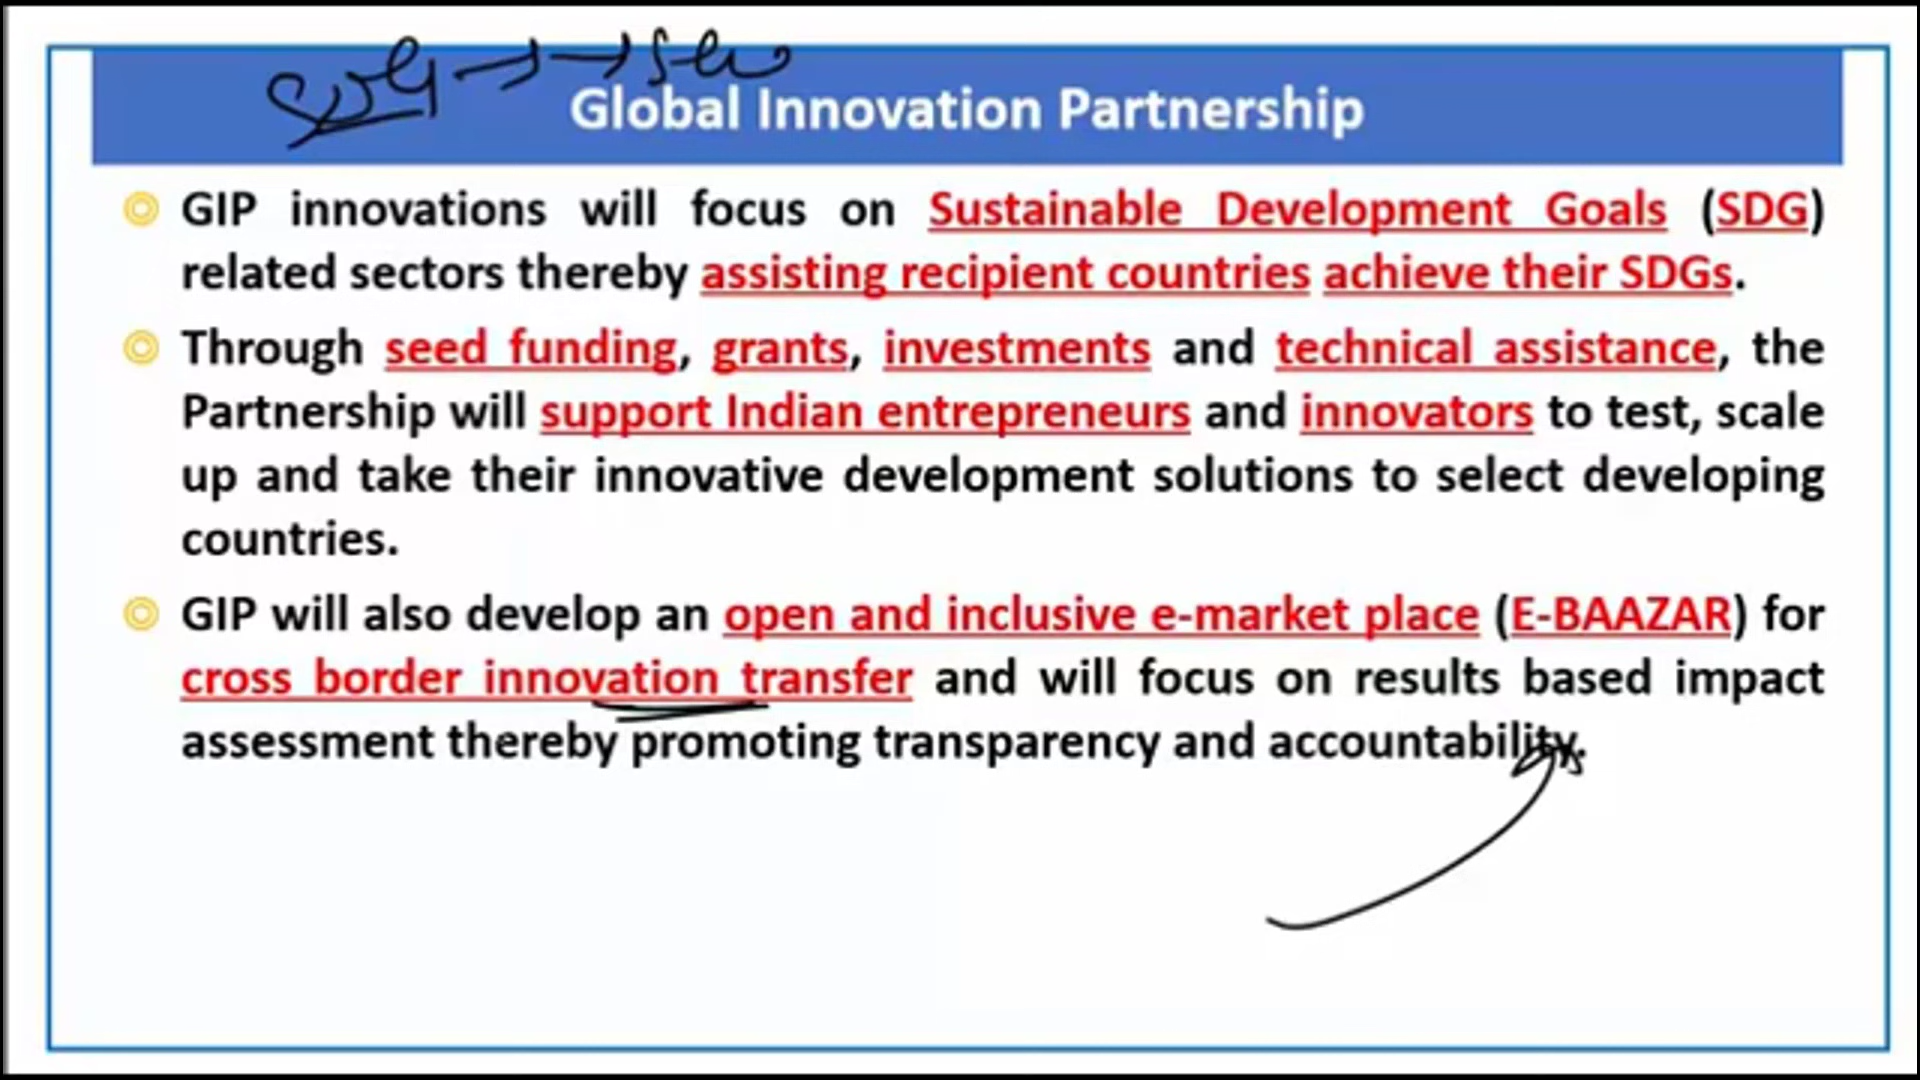 Global Innovation Partnership
GIP innovations will focus on Sustainable Development Goals (SDG)
related sectors thereby assisting recipient countries achieve their SDGs.
Through seed funding, grants, investments and technical assistance, the
Partnership will support Indian entrepreneurs and innovators to test, scale
up and take their innovative development solutions to select developing
countries.
GIP will also develop an open and inclusive e-market place (E-BAAZAR) for
cross border innovation transfer and will focus on results based impact
assessment thereby promoting transparency and accountability.